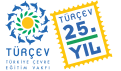 TÜRÇEV
TÜRKİYE ÇEVRE
EĞİTİM VAKFI
TÜRÇEV
25.
YIL